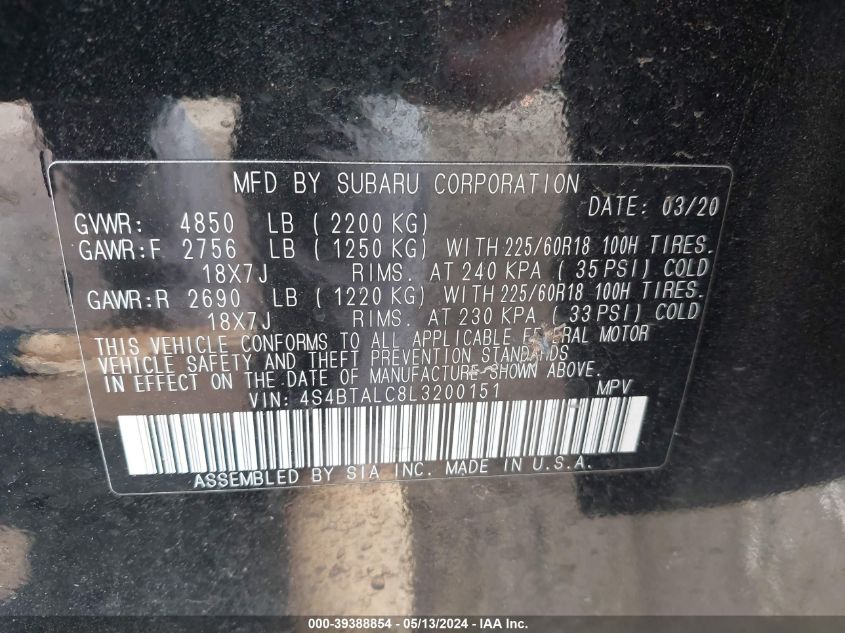 MFD BY SUBARU CORPORATION
DATE: 03/20
GVWR: 4850 LB ( 2200 KG)
GAWR:F 2756 LB ( 1250 KG) WITH 225/60R18 100H TIRES.
18X7J RIMS. AT 240 KPA ( 35 PSI) COLD
GAWR:R 2690 LB ( 1220 KG) WITH 225/60R18 100H TIRES.
18X7J RIMS. AT 230 KPA ( 33 PSI) COLD
THIS VEHICLE CONFORMS TO ALL APPLICABLE FEDERAL MOTOR
VEHICLE SAFETY AND THEFT PREVENTION STANDARDS
IN EFFECT ON THE DATE OF MANUFACTURE SHOWN ABOVE.
VIN: 4S4BTALC8L3200151 MPV
ASSEMBLED BY SIA INC. MADE IN U.S.A.
000-39388854 - 05/13/2024 - IAA Inc.